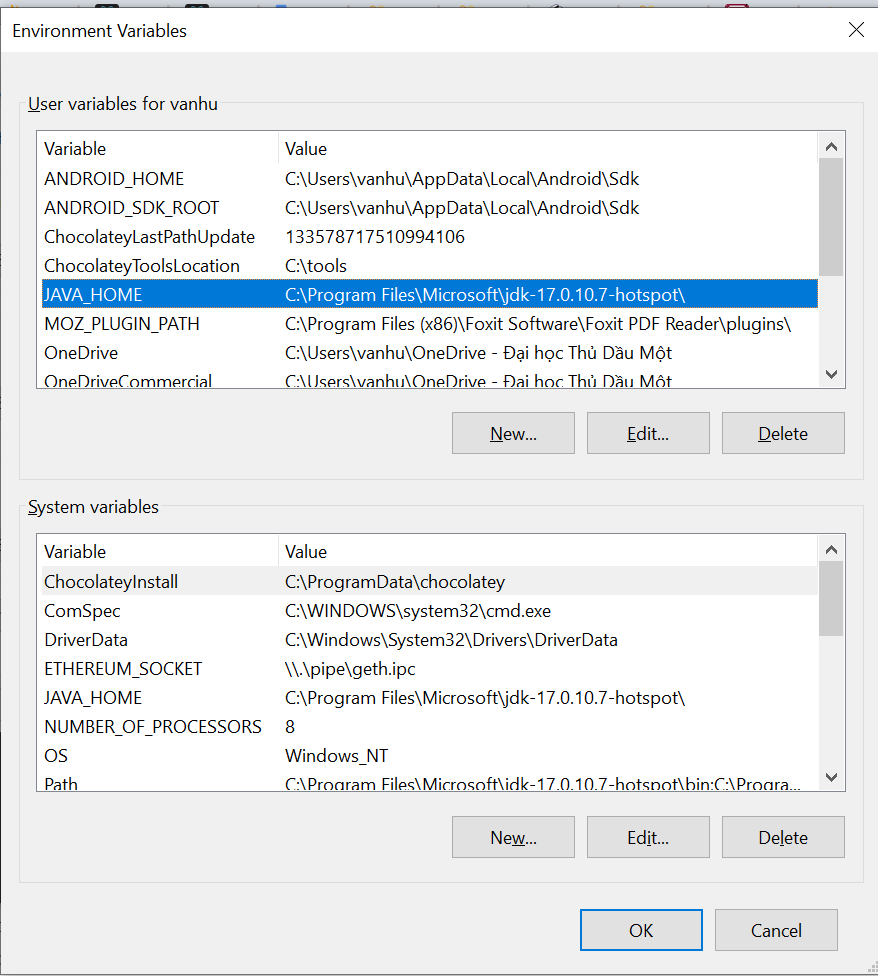 Environment Variables
User variables for vanhu
Variable Value
ANDROID_HOME C:\Users\vanhu\AppData\Local\Android\Sdk
ANDROID_SDK_ROOT C:\Users\vanhu\AppData\Local\Android\Sdk
ChocolateyLastPathUpdate 133578717510994106
ChocolateyToolsLocation C:\tools
JAVA_HOME C:\Program Files\Microsoft\jdk-17.0.10.7-hotspot\
MOZ_PLUGIN_PATH C:\Program Files (x86)\Foxit Software\Foxit PDF Reader\plugins\
OneDrive C:\Users\vanhu\OneDrive - Đại học Thủ Dầu Một
OneDriveCommercial C:\Users\vanhu\OneDrive - Đại học Thủ Dầu Một
New... Edit... Delete
System variables
Variable Value
ChocolateyInstall C:\ProgramData\chocolatey
ComSpec C:\WINDOWS\system32\cmd.exe
DriverData C:\Windows\System32\Drivers\DriverData
ETHEREUM_SOCKET \\.\pipe\geth.ipc
JAVA_HOME C:\Program Files\Microsoft\jdk-17.0.10.7-hotspot\
NUMBER_OF_PROCESSORS 8
OS Windows_NT
Path C:\Program Files\Microsoft\jdk-17.0.10.7-hotspot\bin;C:\Progra...
New... Edit... Delete
OK Cancel